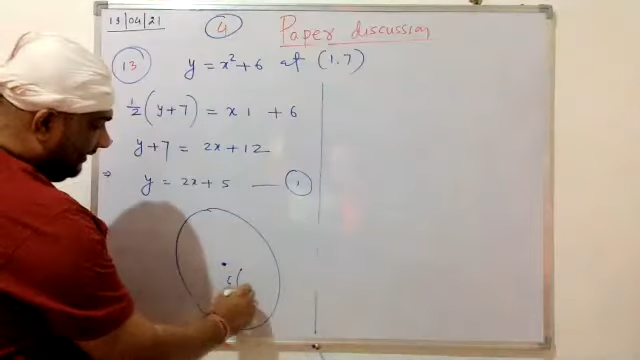 13/04/21
4
Paper discussion
13 y = x² + 6 at (1.7)
½(y+7) = x 1 + 6
y+7 = 2x+12
⇒ y = 2x + 5 — 1